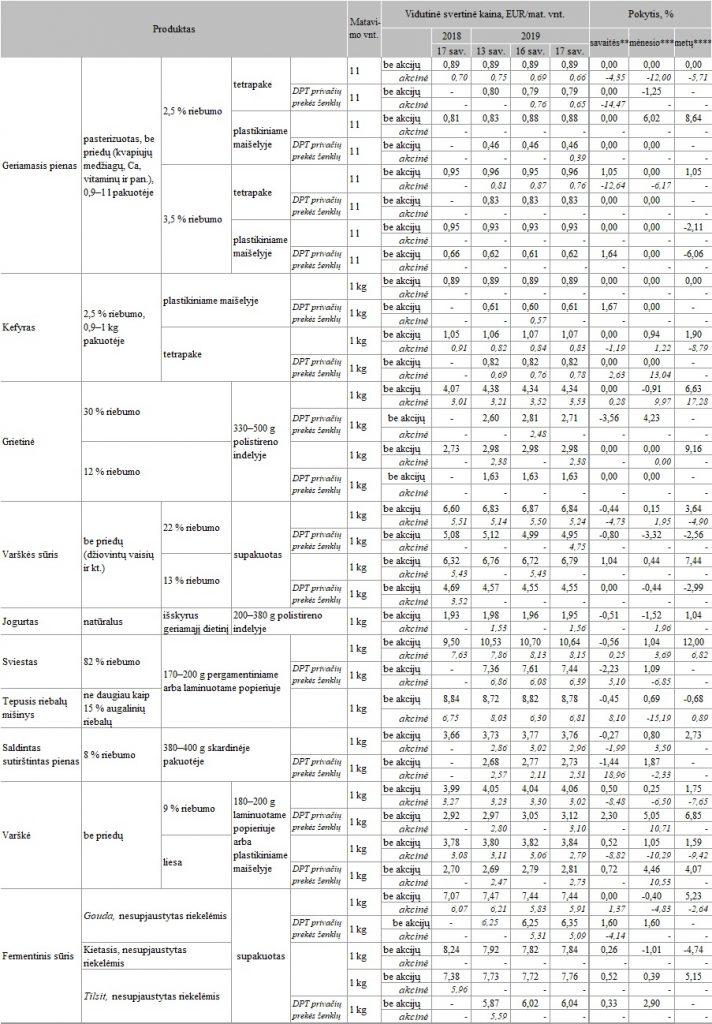 Produktas Matavi- Vidutinė svertinė kaina, EUR/mat. vnt. Pokytis, %
mo vnt. 2018 2019 savaitės** mėnesio*** metų****
17 sav. 13 sav. 16 sav. 17 sav.
Geriamasis pienas pasterizuotas, be priedų (kvapiųjų medžiagų, Ca, vitaminų ir pan.), 0,9–1 l pakuotėje
2,5 % riebumo tetrapake 1 l be akcijų 0,89 0,89 0,89 0,89 0,00 0,00 0,00
akcinė 0,70 0,75 0,69 0,66 -4,35 -12,00 -5,71
DPT privačių prekės ženklų 1 l be akcijų - 0,80 0,79 0,79 0,00 -1,25 -
akcinė - - 0,76 0,65 -14,47 - -
plastikiniame maišelyje 1 l be akcijų 0,81 0,83 0,88 0,88 0,00 6,02 8,64
akcinė - - - - - - -
DPT privačių prekės ženklų 1 l be akcijų - 0,46 0,46 0,46 0,00 0,00 -
akcinė - - - 0,39 - - -
3,5 % riebumo tetrapake 1 l be akcijų 0,95 0,96 0,95 0,96 1,05 0,00 1,05
akcinė - 0,81 0,87 0,76 -12,64 -6,17 -
DPT privačių prekės ženklų 1 l be akcijų - 0,83 0,83 0,83 0,00 0,00 -
akcinė - - - - - - -
plastikiniame maišelyje 1 l be akcijų 0,95 0,93 0,93 0,93 0,00 0,00 -2,11
akcinė - - - - - - -
DPT privačių prekės ženklų 1 l be akcijų 0,66 0,62 0,61 0,62 1,64 0,00 -6,06
akcinė - - - - - - -
Kefyras 2,5 % riebumo, 0,9–1 kg pakuotėje
plastikiniame maišelyje 1 kg be akcijų 0,89 0,89 0,89 0,89 0,00 0,00 0,00
akcinė - - - - - - -
DPT privačių prekės ženklų 1 kg be akcijų - 0,61 0,60 0,61 1,67 0,00 -
akcinė - - 0,57 - - - -
tetrapake 1 kg be akcijų 1,05 1,06 1,07 1,07 0,00 0,94 1,90
akcinė 0,91 0,82 0,84 0,83 -1,19 1,22 -8,79
DPT privačių prekės ženklų 1 kg be akcijų - 0,82 0,82 0,82 0,00 0,00 -
akcinė - 0,69 0,76 0,78 2,63 13,04 -
Grietinė 330–500 g polistireno indelyje
30 % riebumo 1 kg be akcijų 4,07 4,38 4,34 4,34 0,00 -0,91 6,63
akcinė 3,01 3,21 3,52 3,53 0,28 9,97 17,28
DPT privačių prekės ženklų 1 kg be akcijų - 2,60 2,81 2,71 -3,56 4,23 -
akcinė - - 2,48 - - - -
12 % riebumo 1 kg be akcijų 2,73 2,98 2,98 2,98 0,00 0,00 9,16
akcinė - 2,38 - 2,38 - 0,00 -
DPT privačių prekės ženklų 1 kg be akcijų - 1,63 1,63 1,63 0,00 0,00 -
akcinė - - - - - - -
Varškės sūris be priedų (džiovintų vaisių ir kt.) supakuotas
22 % riebumo 1 kg be akcijų 6,60 6,83 6,87 6,84 -0,44 0,15 3,64
akcinė 5,51 5,14 5,50 5,24 -4,73 1,95 -4,90
DPT privačių prekės ženklų 1 kg be akcijų 5,08 5,12 4,99 4,95 -0,80 -3,32 -2,56
akcinė - - - 4,75 - - -
13 % riebumo 1 kg be akcijų 6,32 6,76 6,72 6,79 1,04 0,44 7,44
akcinė 5,43 - 5,43 - - - -
DPT privačių prekės ženklų 1 kg be akcijų 4,69 4,57 4,55 4,55 0,00 -0,44 -2,99
akcinė 3,52 - - - - - -
Jogurtas natūralus išskyrus geriamąjį dietinį 200–380 g polistireno indelyje 1 kg be akcijų 1,93 1,98 1,96 1,95 -0,51 -1,52 1,04
akcinė - 1,53 - 1,56 - 1,96 -
Sviestas 82 % riebumo 170–200 g pergamentiniame arba laminuotame popieriuje
1 kg be akcijų 9,50 10,53 10,70 10,64 -0,56 1,04 12,00
akcinė 7,63 7,86 8,13 8,15 0,25 3,69 6,82
DPT privačių prekės ženklų 1 kg be akcijų - 7,36 7,61 7,44 -2,23 1,09 -
akcinė - 6,86 6,08 6,39 5,10 -6,85 -
Tepusis riebalų mišinys ne daugiau kaip 15 % augalinių riebalų 1 kg be akcijų 8,84 8,72 8,82 8,78 -0,45 0,69 -0,68
akcinė 6,75 8,03 6,30 6,81 8,10 -15,19 0,89
Saldintas sutirštintas pienas 8 % riebumo 380–400 g skardinėje pakuotėje
1 kg be akcijų 3,66 3,73 3,77 3,76 -0,27 0,80 2,73
akcinė - 2,86 3,02 2,96 -1,99 3,50 -
DPT privačių prekės ženklų 1 kg be akcijų - 2,68 2,77 2,73 -1,44 1,87 -
akcinė - 2,57 2,11 2,51 18,96 -2,33 -
Varškė be priedų 180–200 g laminuotame popieriuje arba plastikiniame maišelyje
9 % riebumo 1 kg be akcijų 3,99 4,05 4,04 4,06 0,50 0,25 1,75
akcinė 3,27 3,23 3,30 3,02 -8,48 -6,50 -7,65
DPT privačių prekės ženklų 1 kg be akcijų 2,92 2,97 3,05 3,12 2,30 5,05 6,85
akcinė - 2,80 - 3,10 - 10,71 -
liesa 1 kg be akcijų 3,78 3,80 3,82 3,84 0,52 1,05 1,59
akcinė 3,08 3,11 3,06 2,79 -8,82 -10,29 -9,42
DPT privačių prekės ženklų 1 kg be akcijų 2,70 2,69 2,79 2,81 0,72 4,46 4,07
akcinė - 2,47 - 2,73 - 10,53 -
Fermentinis sūris supakuotas
Gouda, nesupjaustytas riekelėmis 1 kg be akcijų 7,07 7,47 7,44 7,44 0,00 -0,40 5,23
akcinė 6,07 6,21 5,83 5,91 1,37 -4,83 -2,64
DPT privačių prekės ženklų 1 kg be akcijų - 6,25 6,25 6,35 1,60 1,60 -
akcinė - - 5,31 5,09 -4,14 - -
Kietasis, nesupjaustytas riekelėmis 1 kg be akcijų 8,24 7,92 7,82 7,84 0,26 -1,01 -4,74
akcinė - - - - - - -
Tilsit, nesupjaustytas riekelėmis 1 kg be akcijų 7,38 7,73 7,72 7,76 0,52 0,39 5,15
akcinė 5,96 - - - - - -
DPT privačių prekės ženklų 1 kg be akcijų - 5,87 6,02 6,04 0,33 2,90 -
akcinė - 5,59 - - - - -